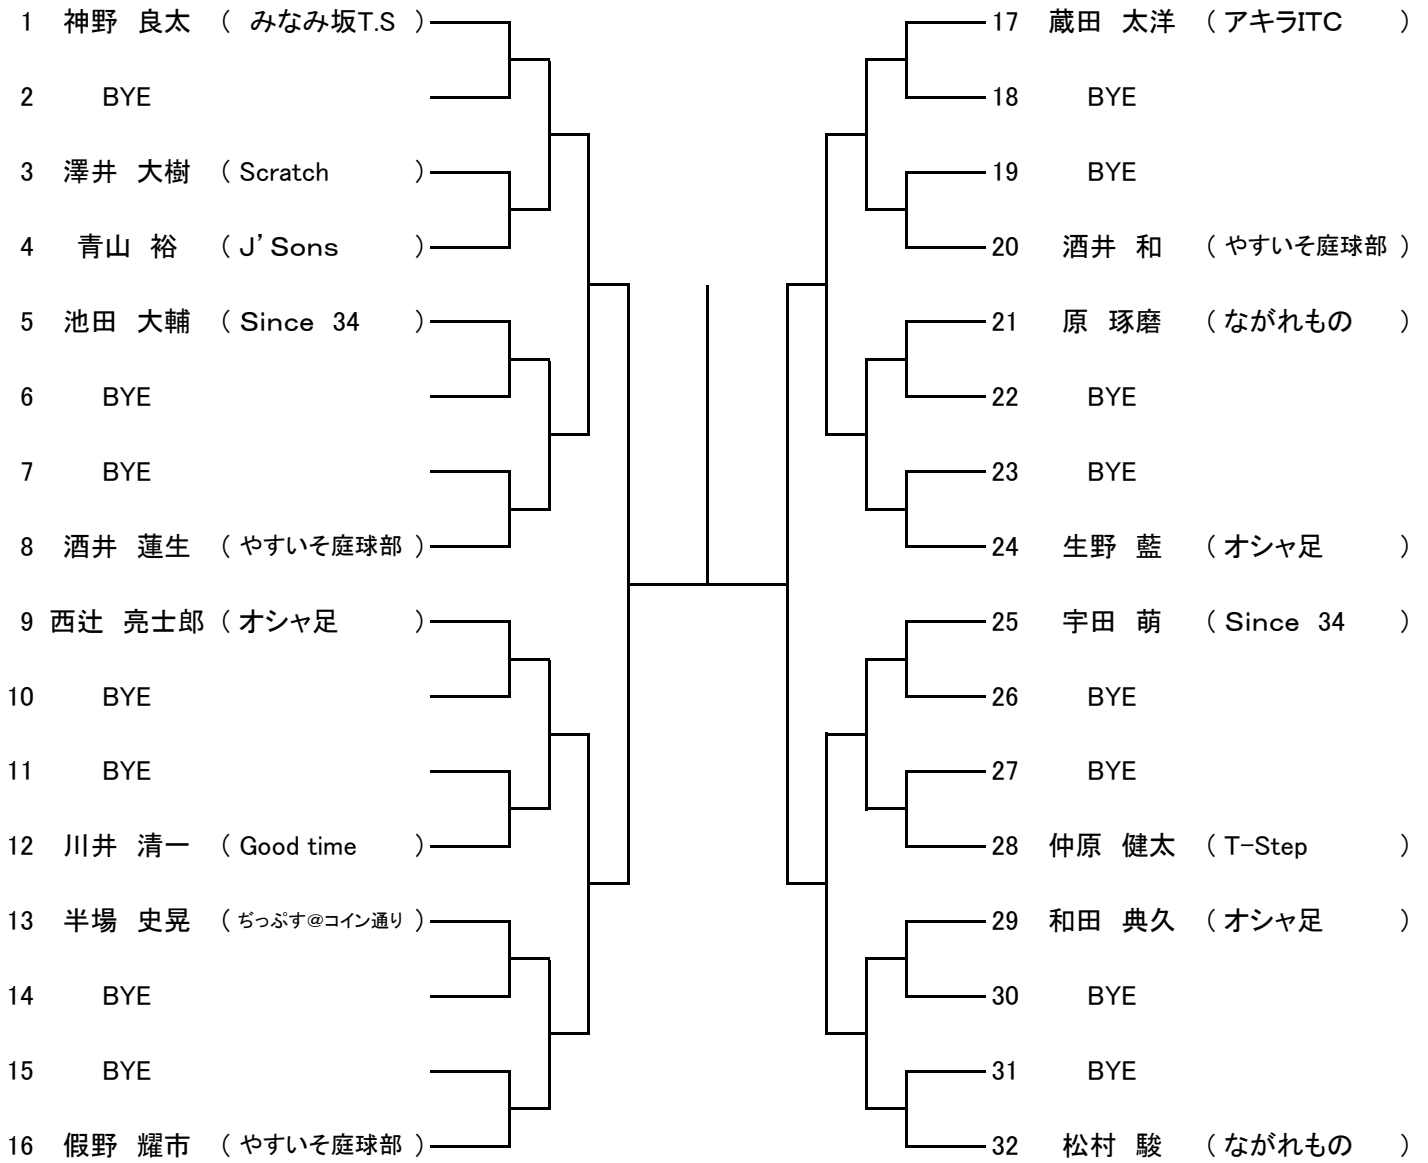 1 神野 良太 ( みなみ坂T.S )
2 BYE
3 澤井 大樹 ( Scratch )
4 青山 裕 ( J'Sons )
5 池田 大輔 ( Since 34 )
6 BYE
7 BYE
8 酒井 蓮生 ( やすいそ庭球部 )
9 西辻 亮士郎 ( オシャ足 )
10 BYE
11 BYE
12 川井 清一 ( Good time )
13 半場 史晃 ( ぢっぷす@コイン通り )
14 BYE
15 BYE
16 假野 耀市 ( やすいそ庭球部 )
17 蔵田 太洋 ( アキラITC )
18 BYE
19 BYE
20 酒井 和 ( やすいそ庭球部 )
21 原 琢磨 ( ながれもの )
22 BYE
23 BYE
24 生野 藍 ( オシャ足 )
25 宇田 萌 ( Since 34 )
26 BYE
27 BYE
28 仲原 健太 ( T-Step )
29 和田 典久 ( オシャ足 )
30 BYE
31 BYE
32 松村 駿 ( ながれもの )